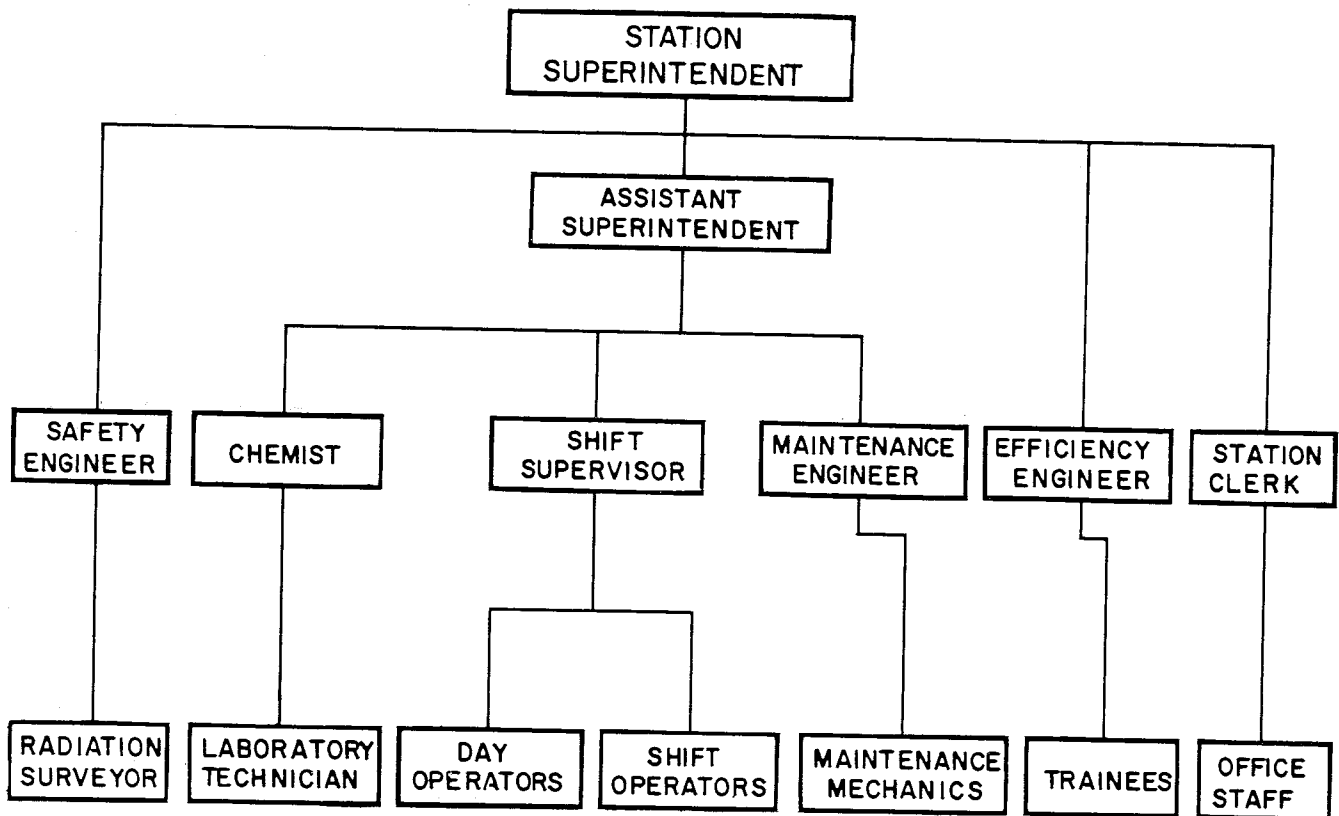 STATION
SUPERINTENDENT
ASSISTANT
SUPERINTENDENT
SAFETY
ENGINEER
CHEMIST
SHIFT
SUPERVISOR
MAINTENANCE
ENGINEER
EFFICIENCY
ENGINEER
STATION
CLERK
RADIATION
SURVEYOR
LABORATORY
TECHNICIAN
DAY
OPERATORS
SHIFT
OPERATORS
MAINTENANCE
MECHANICS
TRAINEES
OFFICE
STAFF